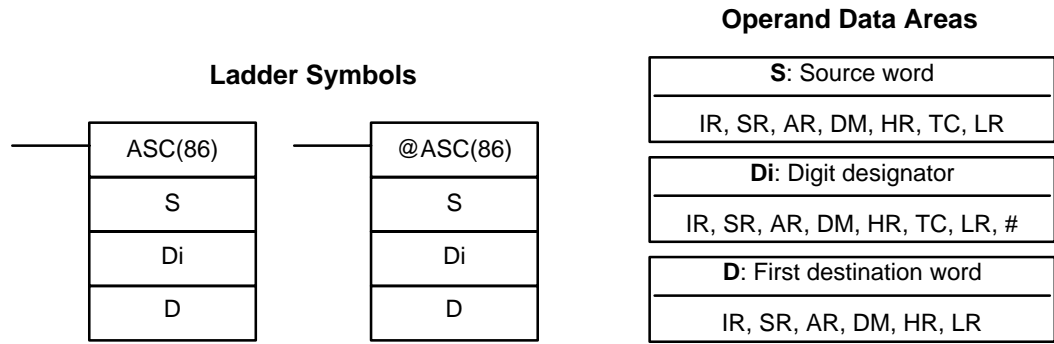 Ladder Symbols
ASC(86)
S
Di
D
@ASC(86)
S
Di
D
Operand Data Areas
S: Source word
IR, SR, AR, DM, HR, TC, LR
Di: Digit designator
IR, SR, AR, DM, HR, TC, LR, #
D: First destination word
IR, SR, AR, DM, HR, LR